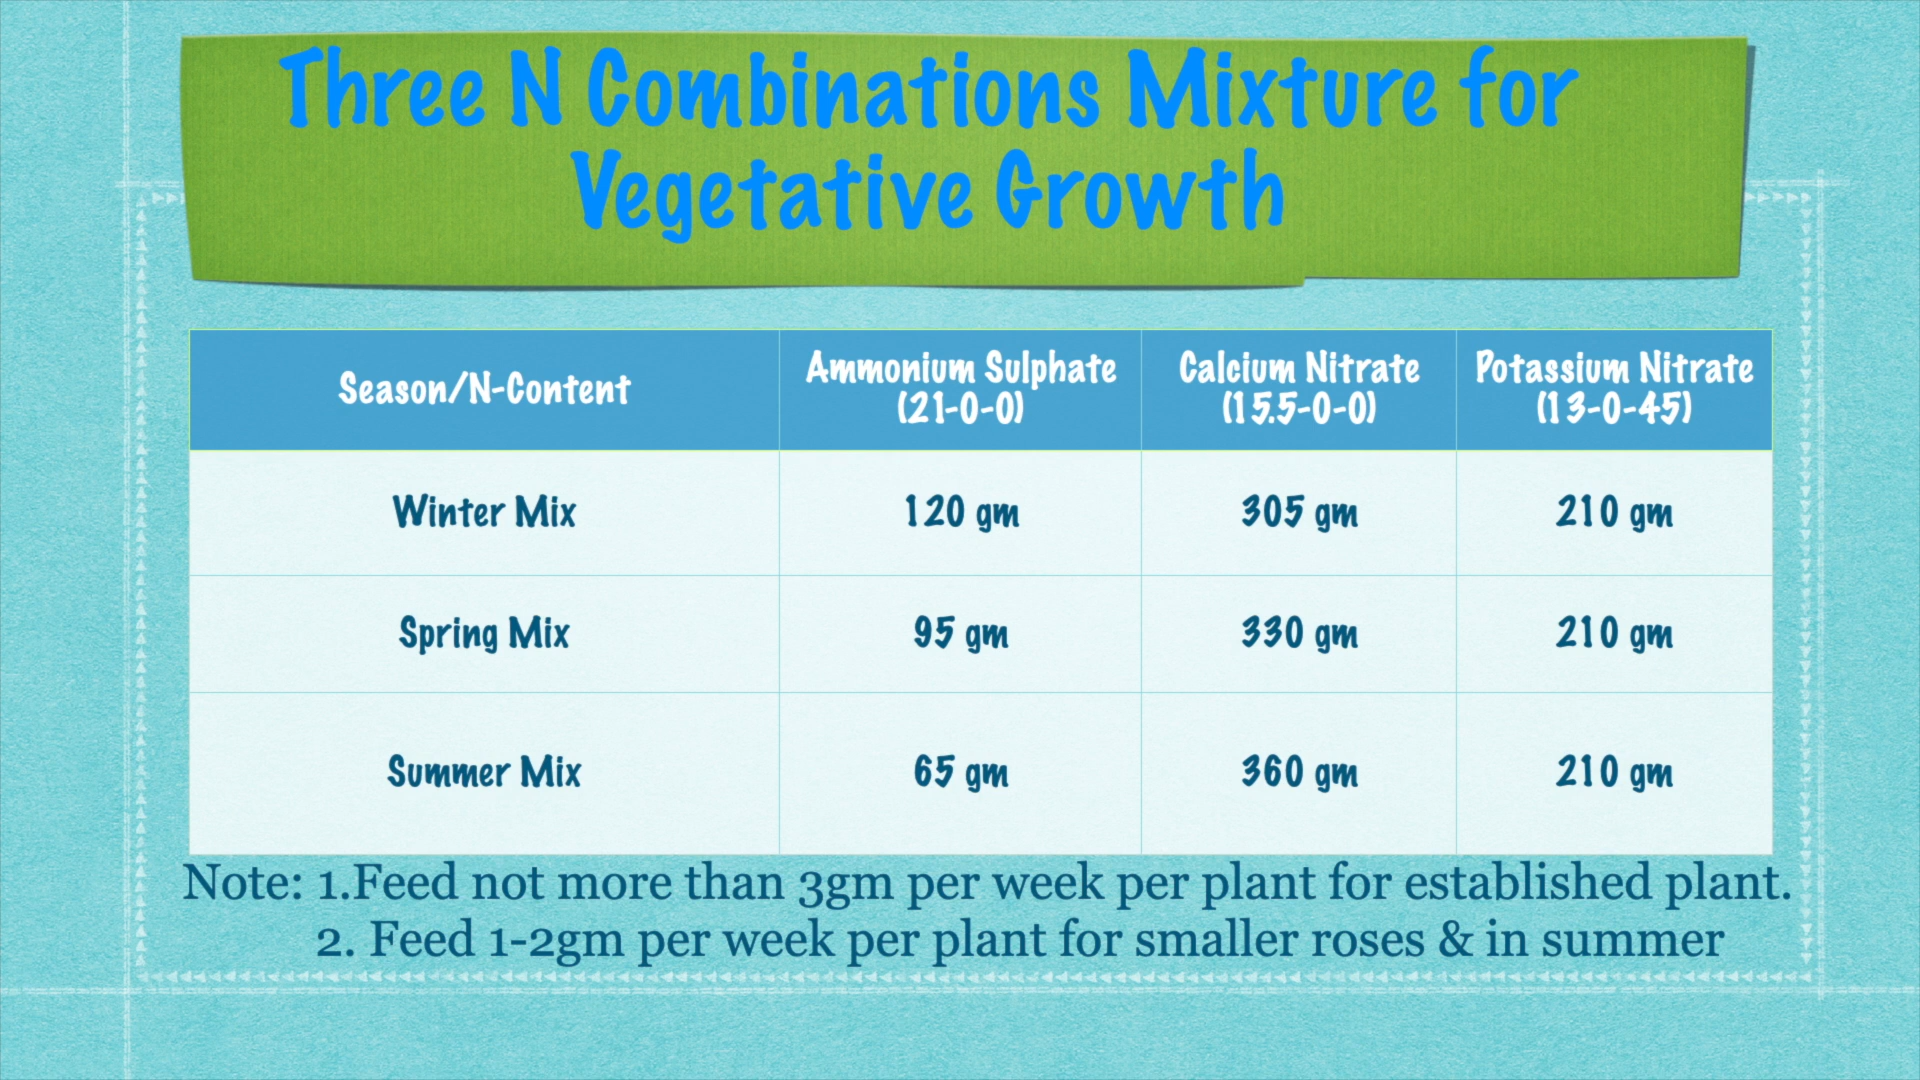 Three N Combinations Mixture for
Vegetative Growth
Season/N-Content
Ammonium Sulphate
(21-0-0)
Calcium Nitrate
(15.5-0-0)
Potassium Nitrate
(13-0-45)
Winter Mix
120 gm
305 gm
210 gm
Spring Mix
95 gm
330 gm
210 gm
Summer Mix
65 gm
360 gm
210 gm
Note: 1.Feed not more than 3gm per week per plant for established plant.
2. Feed 1-2gm per week per plant for smaller roses & in summer